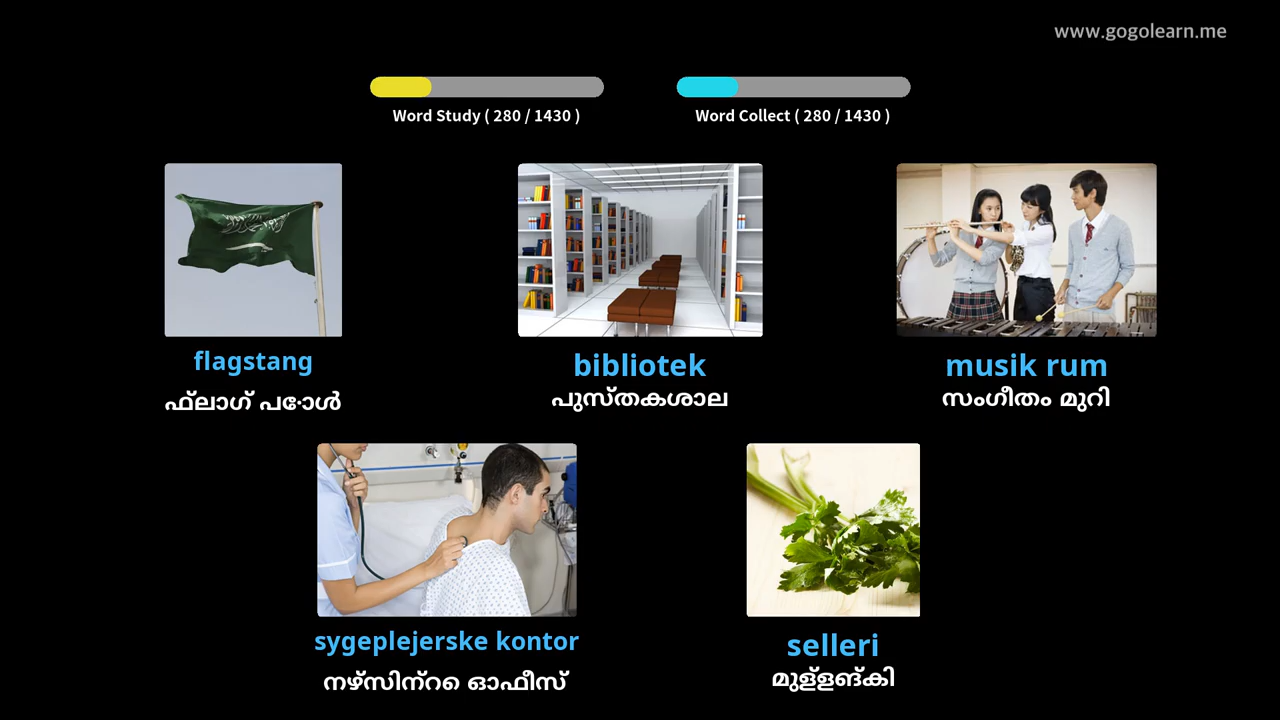 www.gogolearn.me
Word Study ( 280 / 1430 )
Word Collect ( 280 / 1430 )
flagstang
ഫ്ലാഗ് പോൾ
bibliotek
പുസ്തകശാല
musik rum
സംഗീതം മുറി
sygeplejerske kontor
നഴ്സിന്റെ ഓഫീസ്
selleri
മുള്ളങ്കി